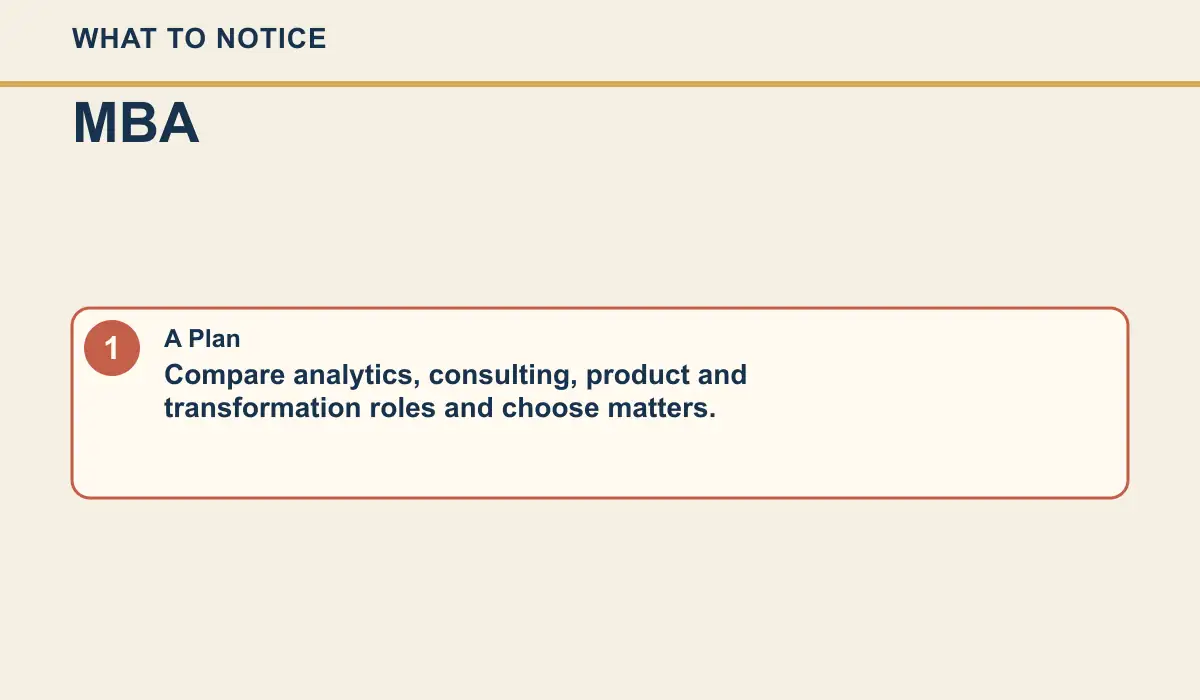 WHAT TO NOTICE
MBA
1
A Plan
Compare analytics, consulting, product and
transformation roles and choose matters.